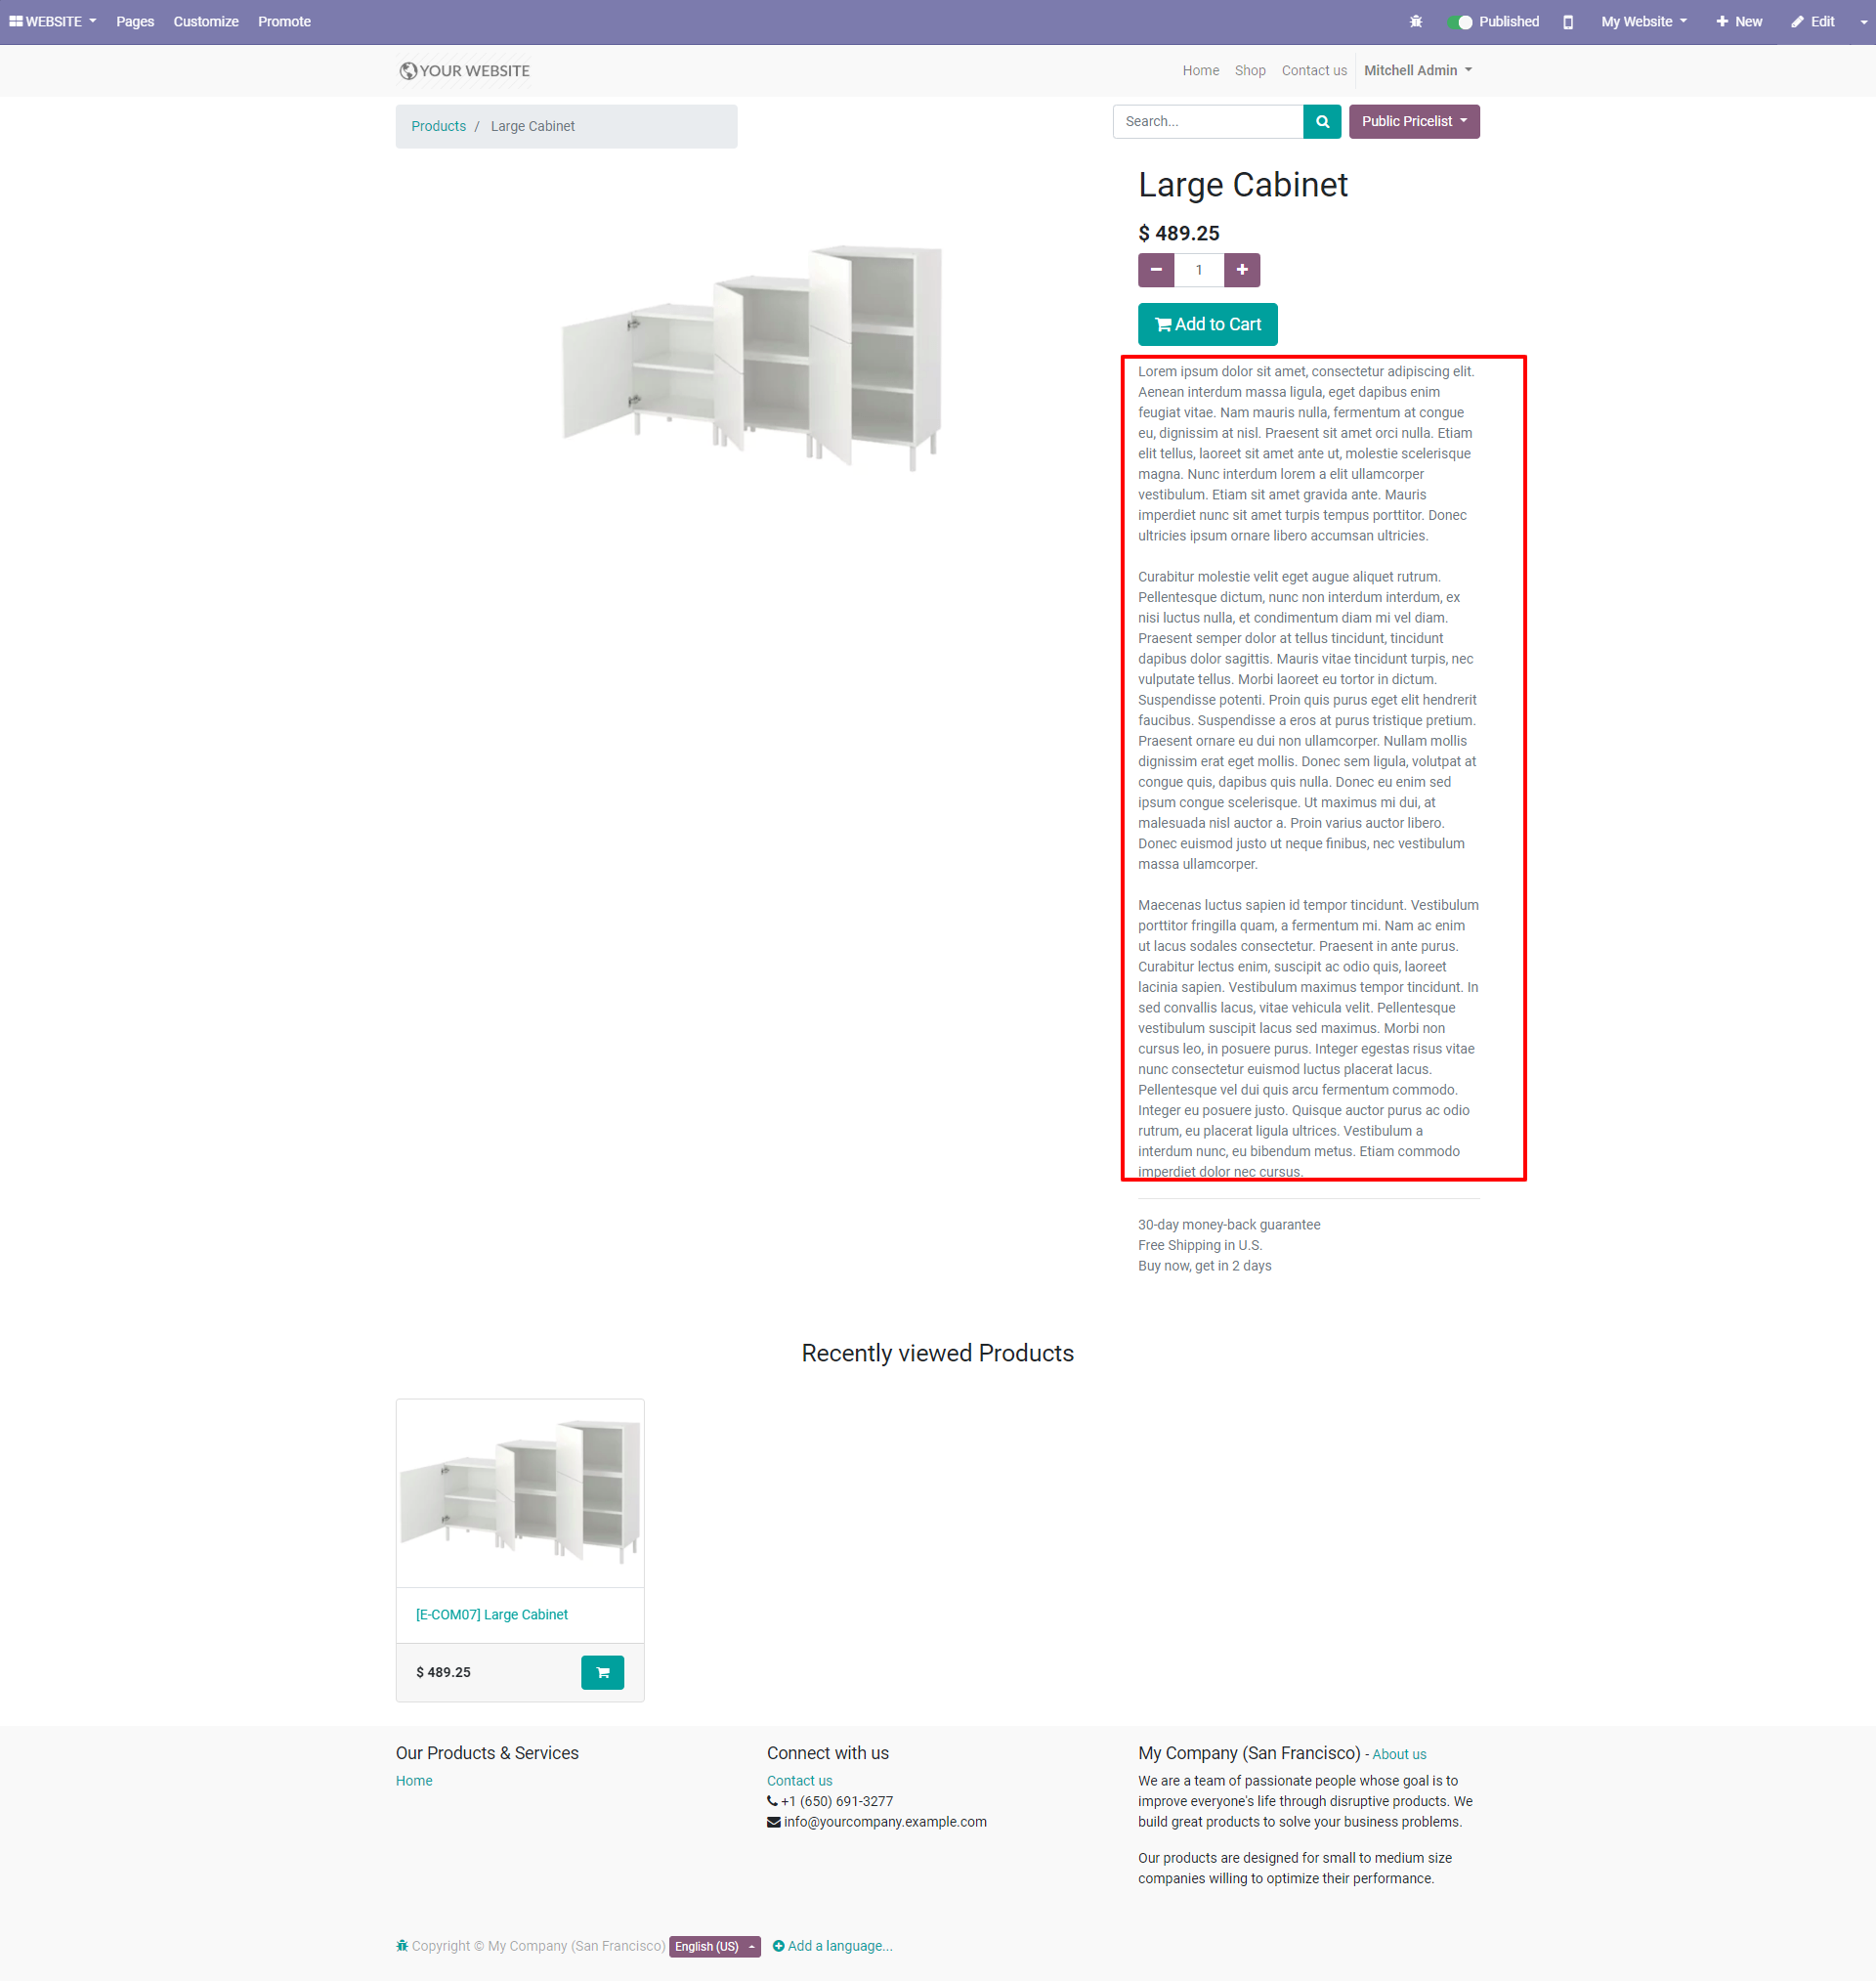 WEBSITE Pages Customize Promote Published My Website New Edit
YOUR WEBSITE Home Shop Contact us Mitchell Admin
Products / Large Cabinet Search... Public Pricelist
Large Cabinet
$ 489.25
1
Add to Cart
Lorem ipsum dolor sit amet, consectetur adipiscing elit.
Aenean interdum massa ligula, eget dapibus enim
feugiat vitae. Nam mauris nulla, fermentum at congue
eu, dignissim at nisl. Praesent sit amet orci nulla. Etiam
elit tellus, laoreet sit amet ante ut, molestie scelerisque
magna. Nunc interdum lorem a elit ullamcorper
vestibulum. Etiam sit amet gravida ante. Mauris
imperdiet nunc sit amet turpis tempus porttitor. Donec
ultricies ipsum ornare libero accumsan ultricies.
Curabitur molestie velit eget augue aliquet rutrum.
Pellentesque dictum, nunc non interdum interdum, ex
nisi luctus nulla, et condimentum diam mi vel diam.
Praesent semper dolor at tellus tincidunt, tincidunt
dapibus dolor sagittis. Mauris vitae tincidunt turpis, nec
vulputate tellus. Morbi laoreet eu tortor in dictum.
Suspendisse potenti. Proin quis purus eget elit hendrerit
faucibus. Suspendisse a eros at purus tristique pretium.
Praesent ornare eu dui non ullamcorper. Nullam mollis
dignissim erat eget mollis. Donec sem ligula, volutpat at
congue quis, dapibus quis nulla. Donec eu enim sed
ipsum congue scelerisque. Ut maximus mi dui, at
malesuada nisl auctor a. Proin varius auctor libero.
Donec euismod justo ut neque finibus, nec vestibulum
massa ullamcorper.
Maecenas luctus sapien id tempor tincidunt. Vestibulum
porttitor fringilla quam, a fermentum mi. Nam ac enim
ut lacus sodales consectetur. Praesent in ante purus.
Curabitur lectus enim, suscipit ac odio quis, laoreet
lacinia sapien. Vestibulum maximus tempor tincidunt. In
sed convallis lacus, vitae vehicula velit. Pellentesque
vestibulum suscipit lacus sed maximus. Morbi non
cursus leo, in posuere purus. Integer egestas risus vitae
nunc consectetur euismod luctus placerat lacus.
Pellentesque vel dui quis arcu fermentum commodo.
Integer eu posuere justo. Quisque auctor purus ac odio
rutrum, eu placerat ligula ultrices. Vestibulum a
interdum nunc, eu bibendum metus. Etiam commodo
imperdiet dolor nec cursus.
30-day money-back guarantee
Free Shipping in U.S.
Buy now, get in 2 days
Recently viewed Products
[E-COM07] Large Cabinet
$ 489.25
Our Products & Services
Home
Connect with us
Contact us
+1 (650) 691-3277
info@yourcompany.example.com
My Company (San Francisco) - About us
We are a team of passionate people whose goal is to
improve everyone's life through disruptive products. We
build great products to solve your business problems.
Our products are designed for small to medium size
companies willing to optimize their performance.
Copyright © My Company (San Francisco) English (US) Add a language...